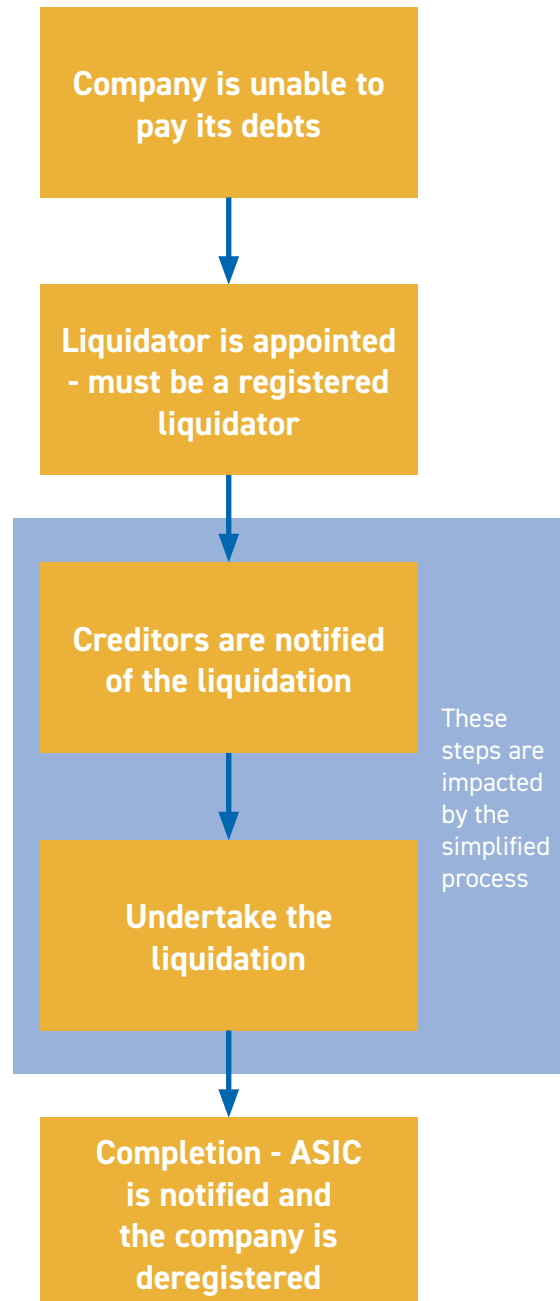 Company is unable to
pay its debts
Liquidator is appointed
- must be a registered
liquidator
Creditors are notified
of the liquidation
These
steps are
impacted
by the
simplified
process
Undertake the
liquidation
Completion - ASIC
is notified and
the company is
deregistered